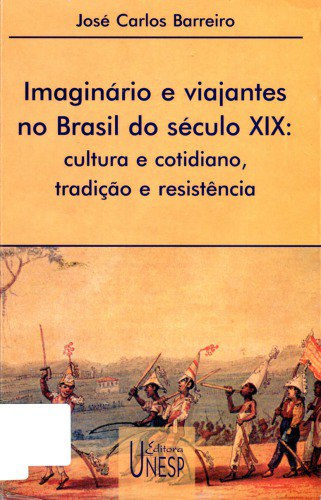 José Carlos Barreiro
Imaginário e viajantes
no Brasil do século XIX:
cultura e cotidiano,
tradição e resistência
Editora
UNESP